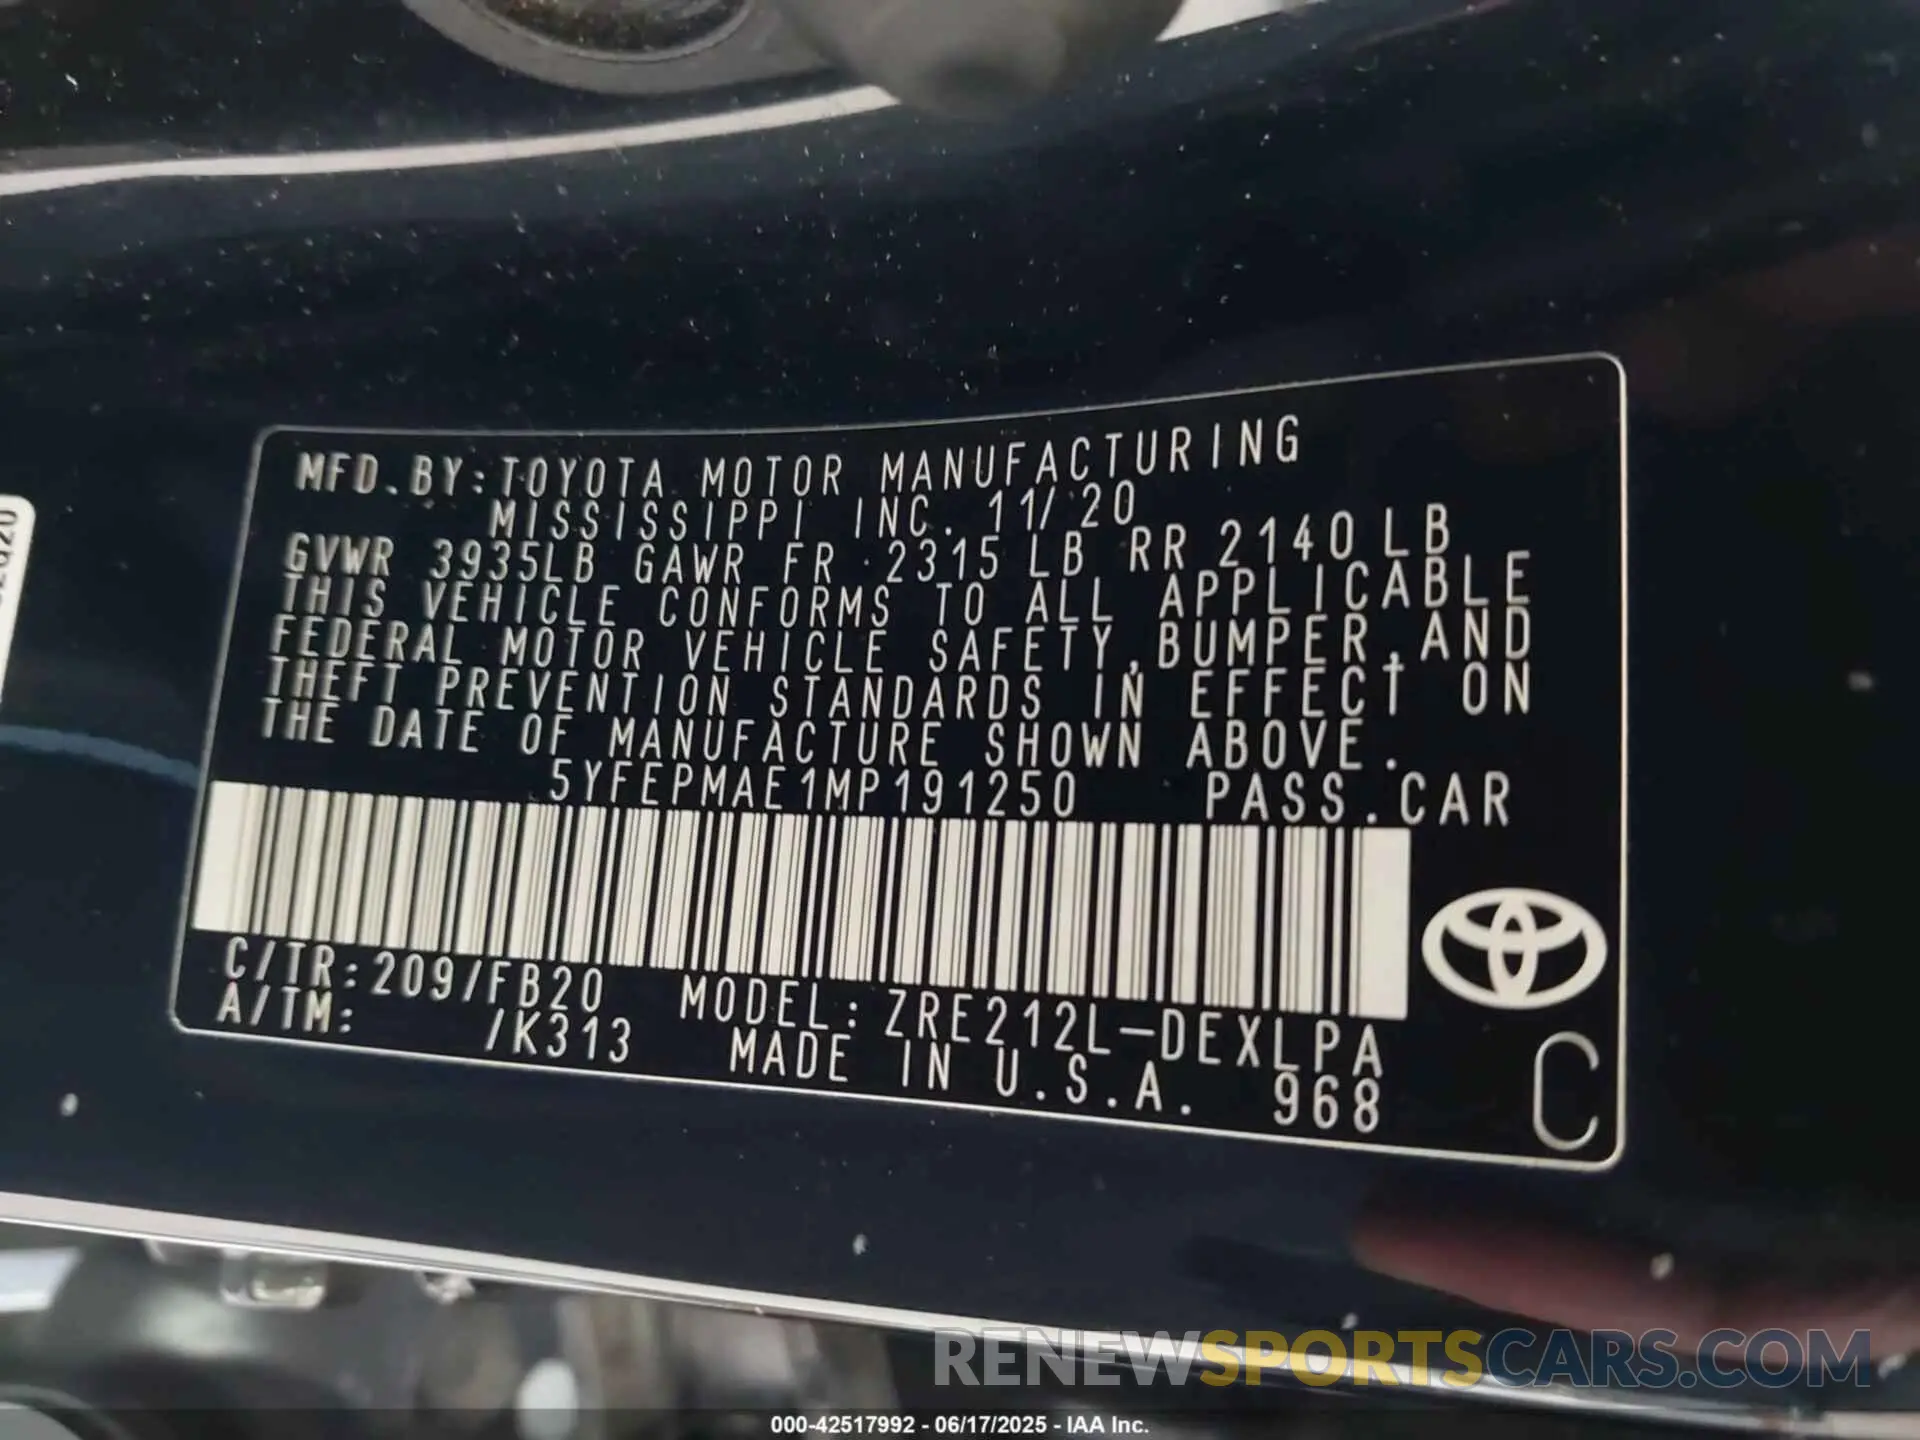 MFD.BY:TOYOTA MOTOR MANUFACTURING
MISSISSIPPI INC. 11/20
GVWR 3935LB GAWR FR 2315 LB RR 2140 LB
THIS VEHICLE CONFORMS TO ALL APPLICABLE
FEDERAL MOTOR VEHICLE SAFETY,BUMPER,AND
THEFT PREVENTION STANDARDS IN EFFECT ON
THE DATE OF MANUFACTURE SHOWN ABOVE.
5YFEPMAE1MP191250 PASS.CAR
C/TR:209/FB20 MODEL:ZRE212L-DEXLPA
A/TM: /K313 MADE IN U.S.A. 968
C
RENEWSPORTSCARS.COM
000-42517992 - 06/17/2025 - IAA Inc.